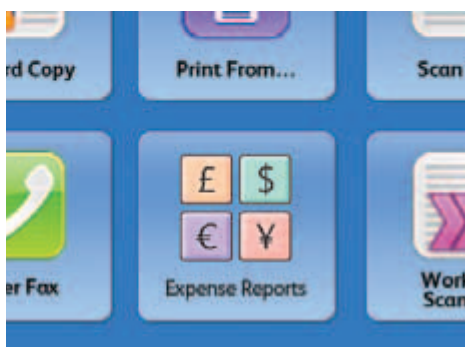 rd Copy
Print From...
Scan
£ $
€ ¥
er Fax
Expense Reports
Work
Scan